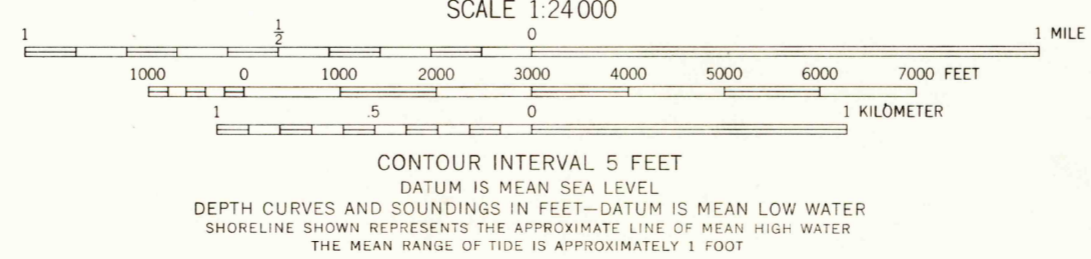 SCALE 1:24 000
1 1/2 0 1 MILE
1000 0 1000 2000 3000 4000 5000 6000 7000 FEET
1 .5 0 1 KILOMETER
CONTOUR INTERVAL 5 FEET
DATUM IS MEAN SEA LEVEL
DEPTH CURVES AND SOUNDINGS IN FEET—DATUM IS MEAN LOW WATER
SHORELINE SHOWN REPRESENTS THE APPROXIMATE LINE OF MEAN HIGH WATER
THE MEAN RANGE OF TIDE IS APPROXIMATELY 1 FOOT